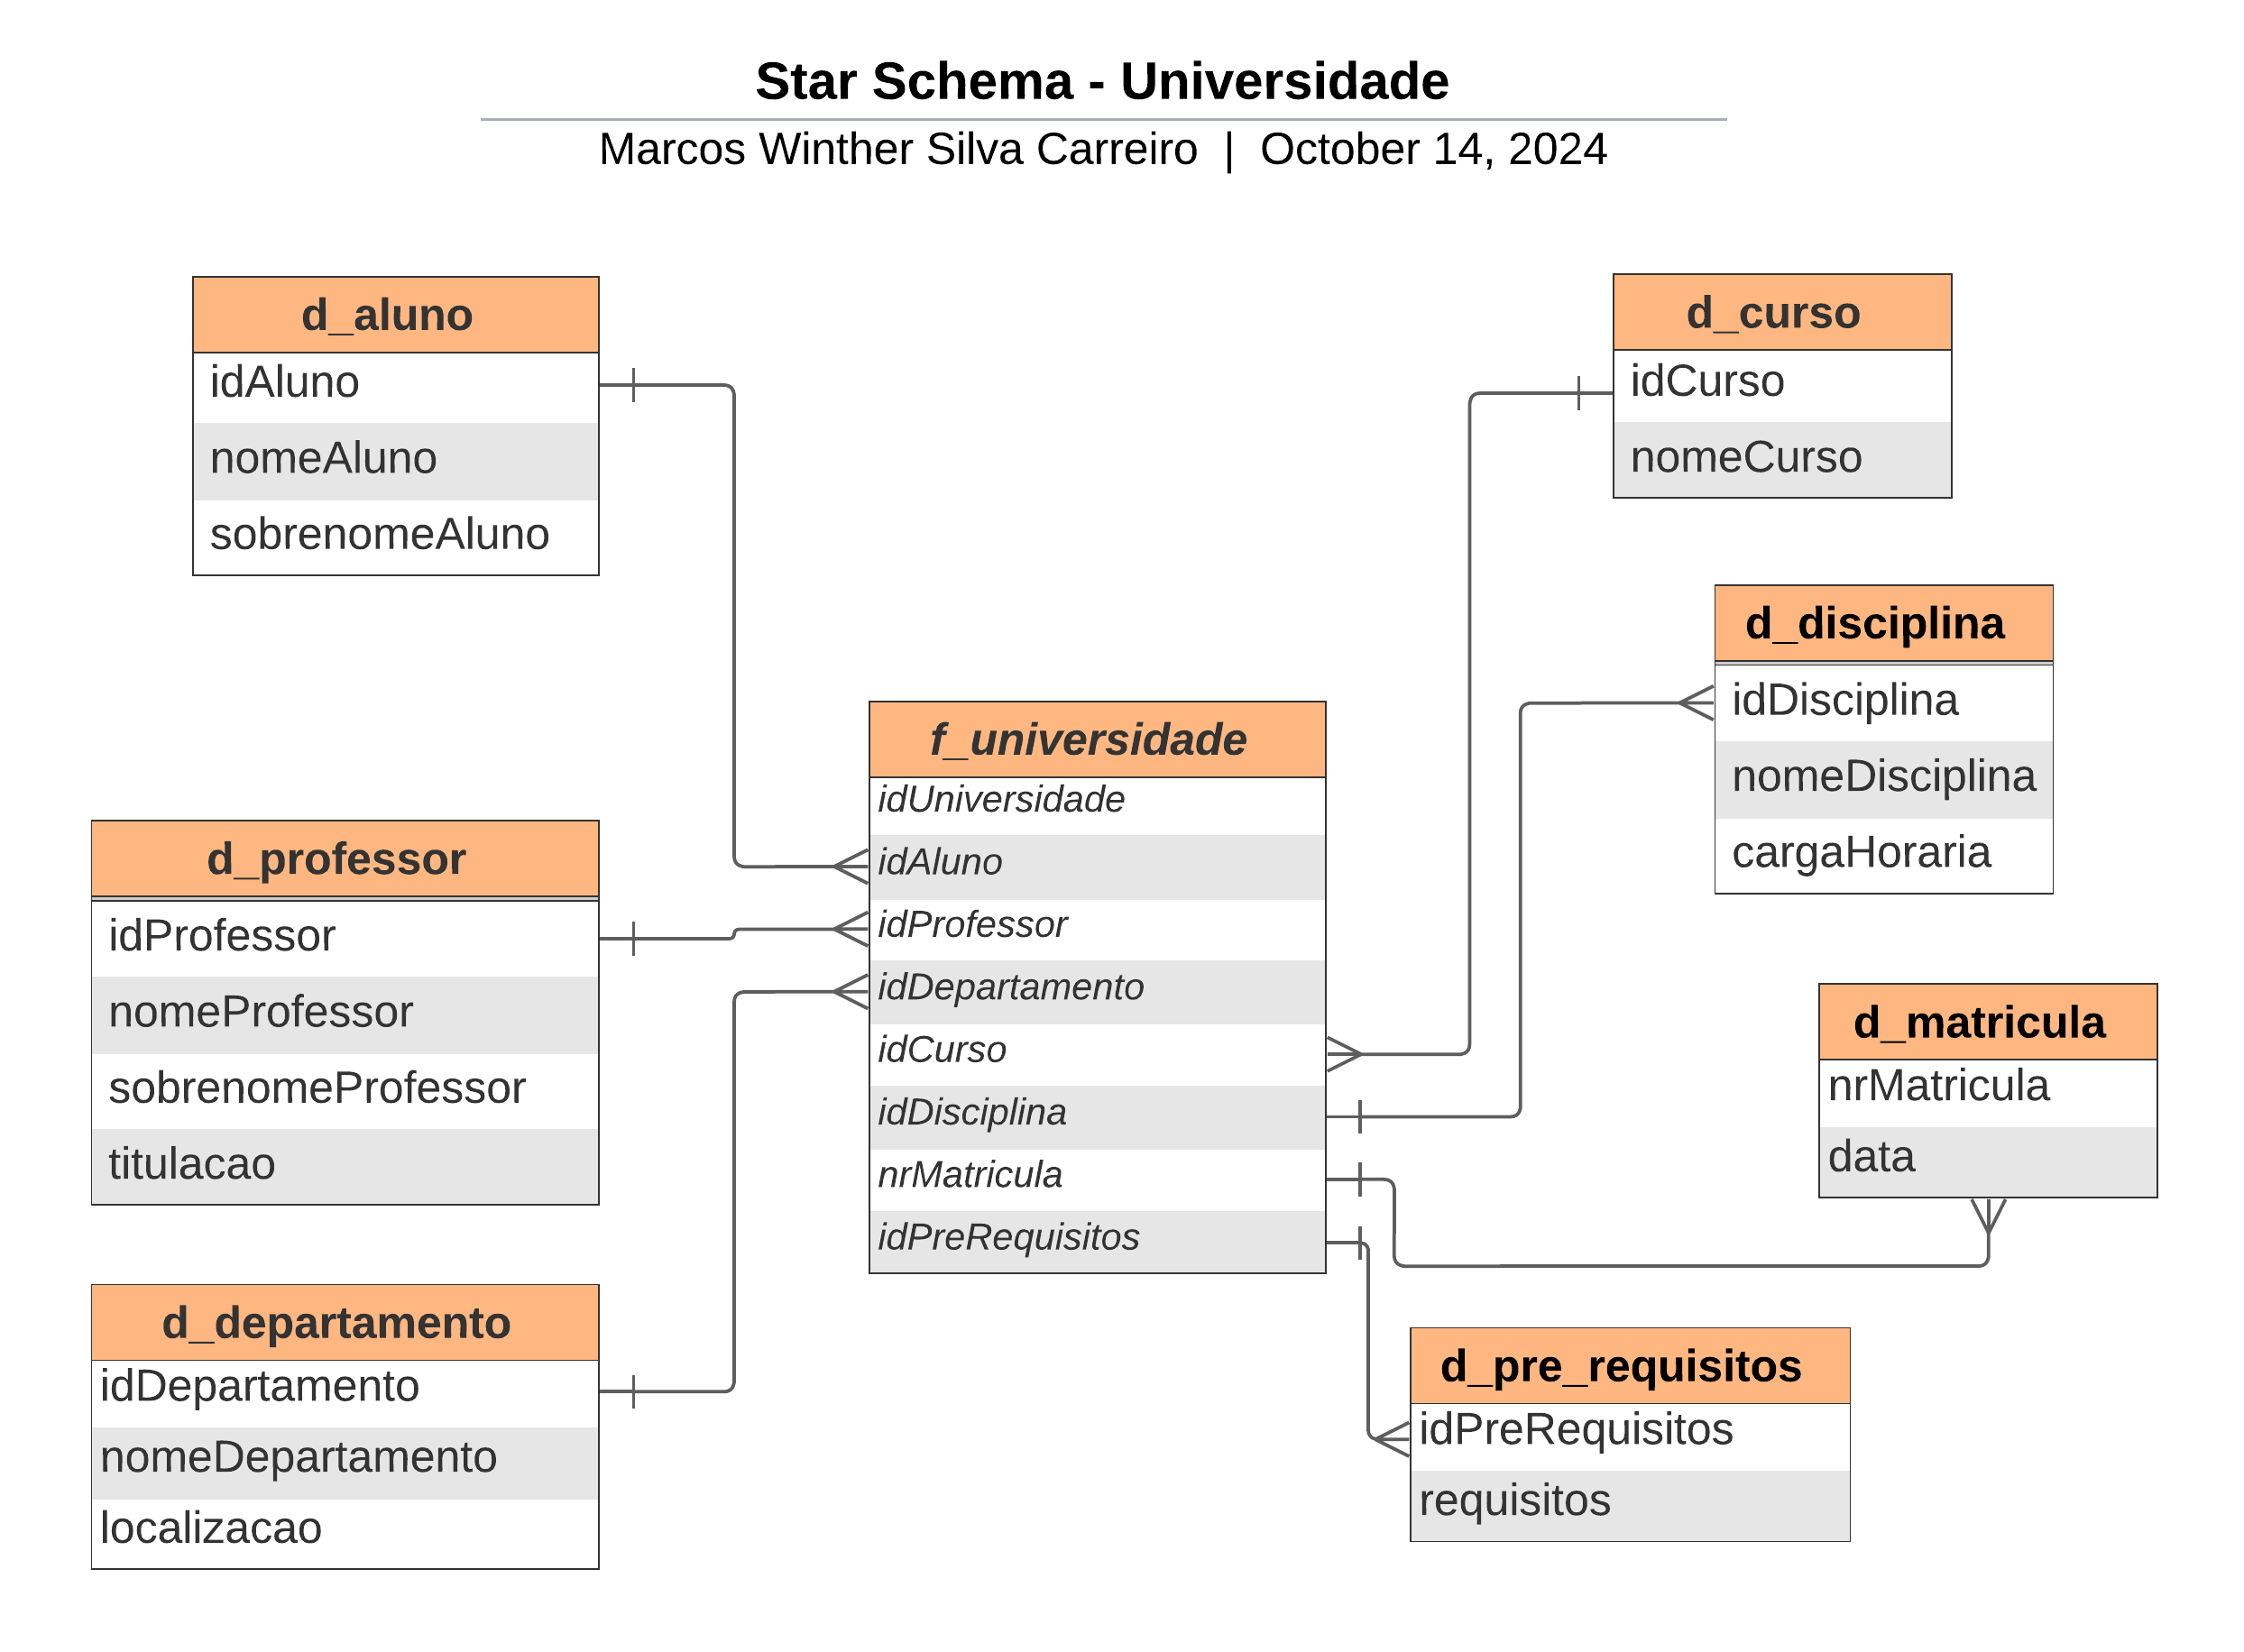 Star Schema - Universidade
Marcos Winther Silva Carreiro | October 14, 2024
d_aluno
idAluno
nomeAluno
sobrenomeAluno
d_professor
idProfessor
nomeProfessor
sobrenomeProfessor
titulacao
d_departamento
idDepartamento
nomeDepartamento
localizacao
f_universidade
idUniversidade
idAluno
idProfessor
idDepartamento
idCurso
idDisciplina
nrMatricula
idPreRequisitos
d_curso
idCurso
nomeCurso
d_disciplina
idDisciplina
nomeDisciplina
cargaHoraria
d_matricula
nrMatricula
data
d_pre_requisitos
idPreRequisitos
requisitos